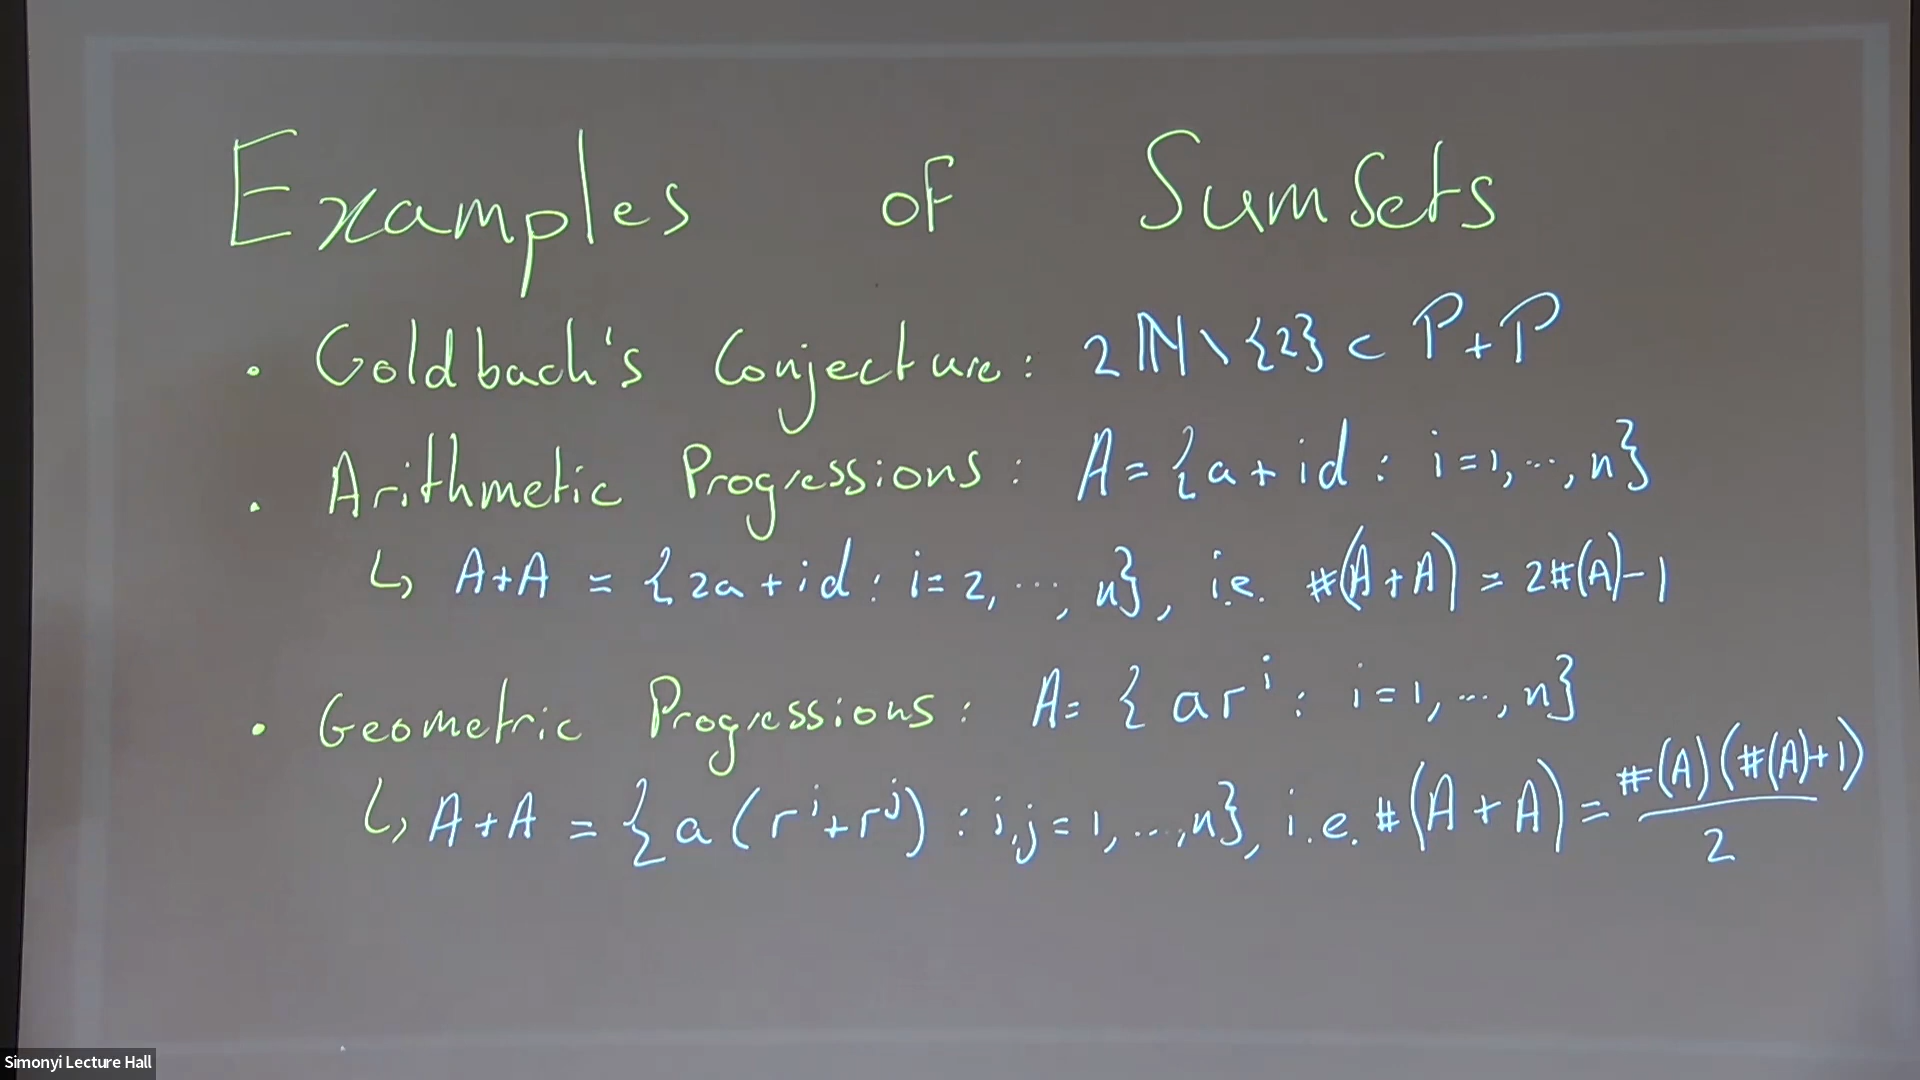 Examples of Sumsets
• Goldbach's Conjecture: 2ℕ \ {2} ⊂ P + P
• Arithmetic Progressions: A = {a + id : i = 1, ..., n}
↳ A + A = {2a + id : i = 2, ..., n}, i.e. #(A + A) = 2#(A) - 1
• Geometric Progressions: A = {ar^i : i = 1, ..., n}
↳ A + A = {a(r^i + r^j) : i,j = 1, ..., n}, i.e. #(A + A) = #(A)(#(A)+1)/2
Simonyi Lecture Hall